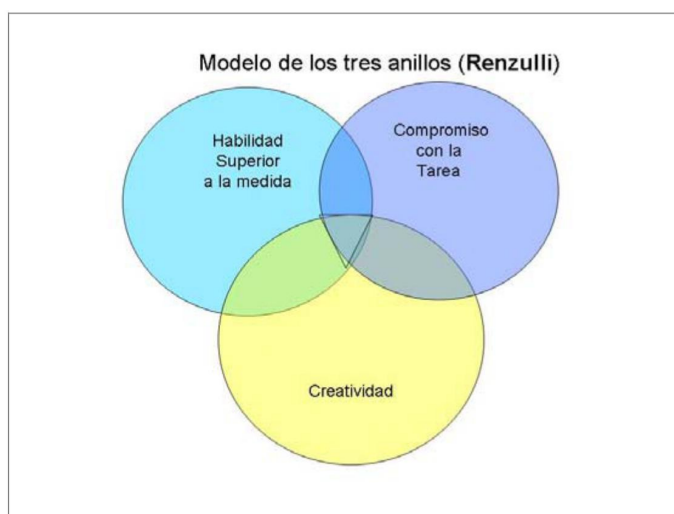 Modelo de los tres anillos (Renzulli)
Habilidad
Superior
a la medida
Compromiso
con la
Tarea
Creatividad